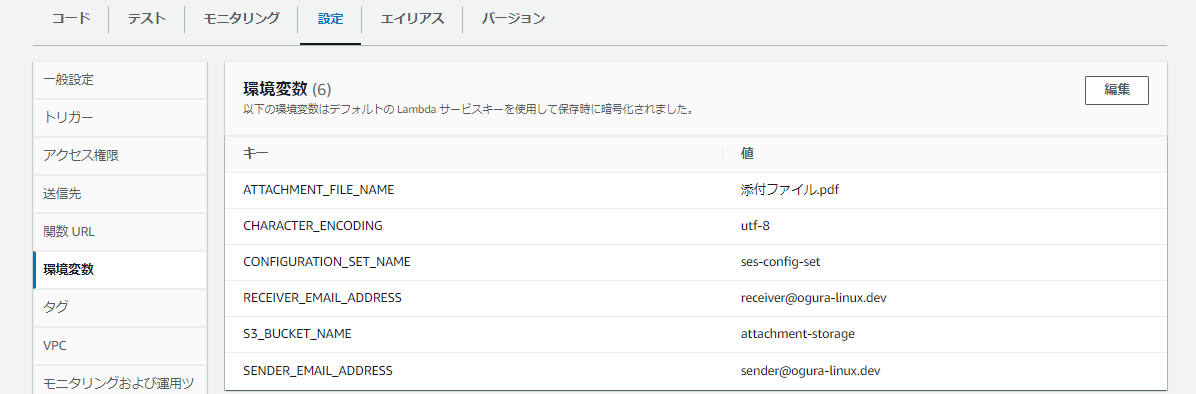 コード テスト モニタリング 設定 エイリアス バージョン
一般設定
トリガー
アクセス権限
送信先
関数 URL
環境変数
タグ
VPC
モニタリングおよび運用ツ
環境変数 (6)
以下の環境変数はデフォルトの Lambda サービスキーを使用して保存時に暗号化されました。
編集
キー 値
ATTACHMENT_FILE_NAME 添付ファイル.pdf
CHARACTER_ENCODING utf-8
CONFIGURATION_SET_NAME ses-config-set
RECEIVER_EMAIL_ADDRESS receiver@ogura-linux.dev
S3_BUCKET_NAME attachment-storage
SENDER_EMAIL_ADDRESS sender@ogura-linux.dev